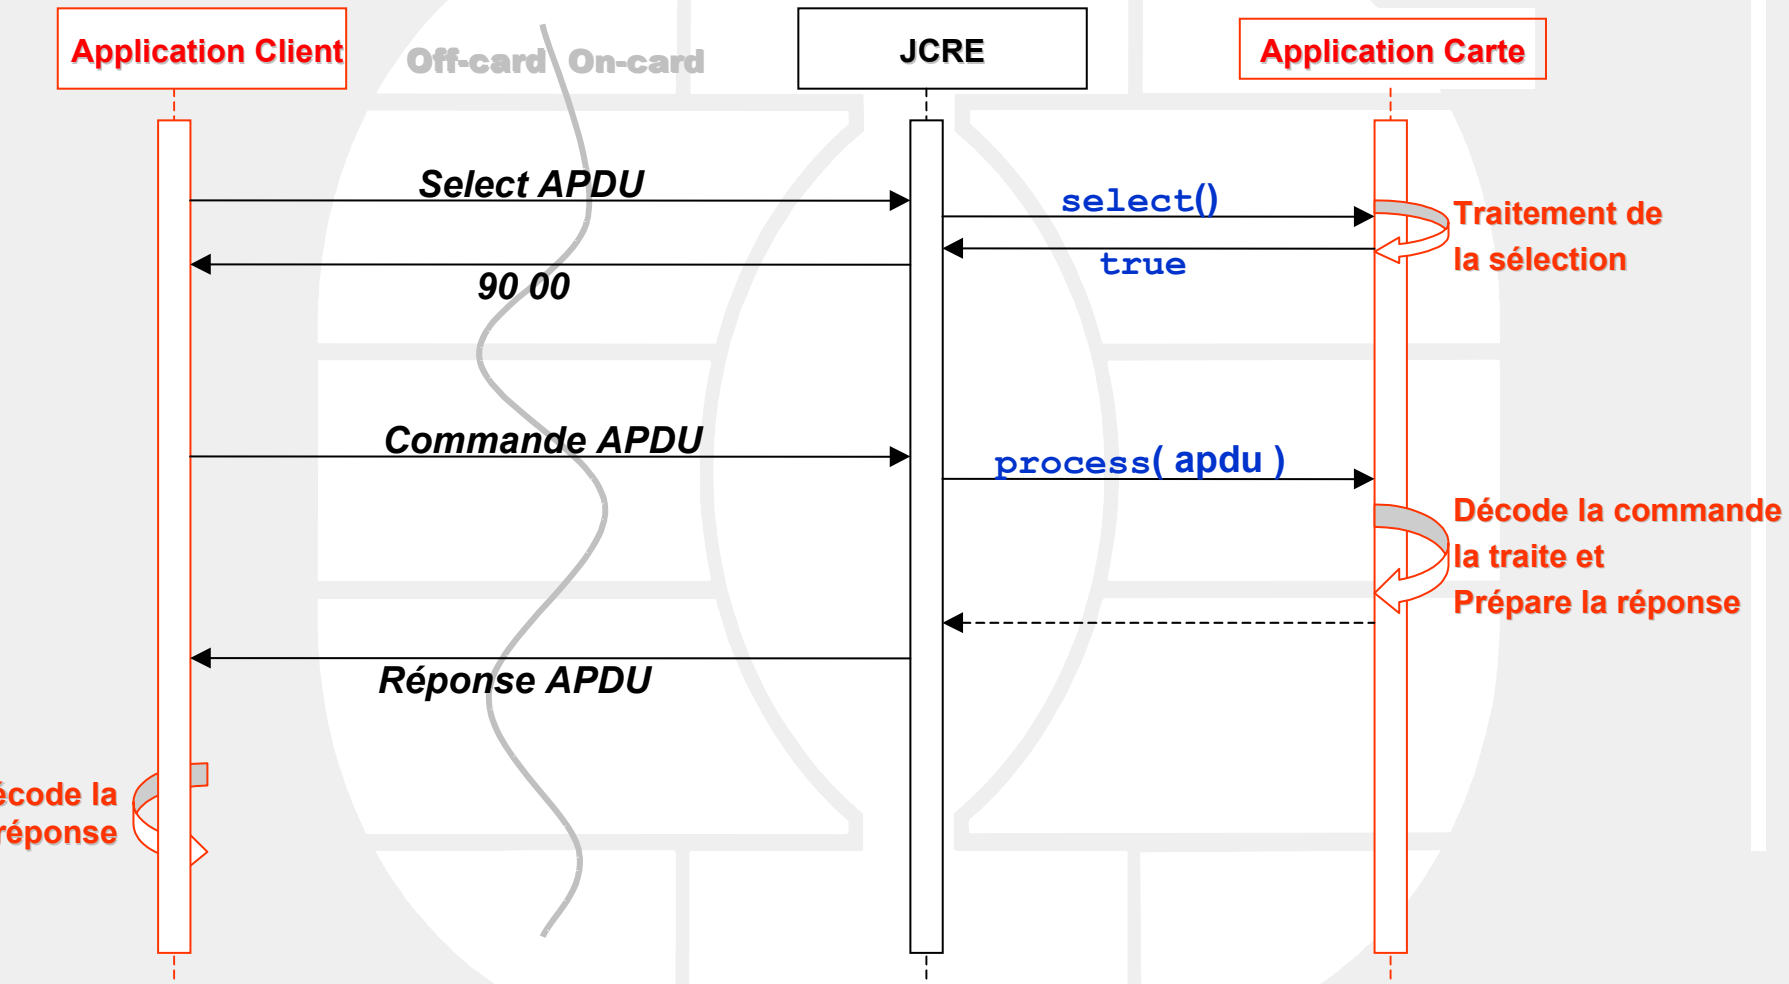 Application Client
Off-card On-card
JCRE
Application Carte
Select APDU
select()
Traitement de
la sélection
true
90 00
Commande APDU
process( apdu )
Décode la commande
la traite et
Prépare la réponse
Réponse APDU
écode la
réponse